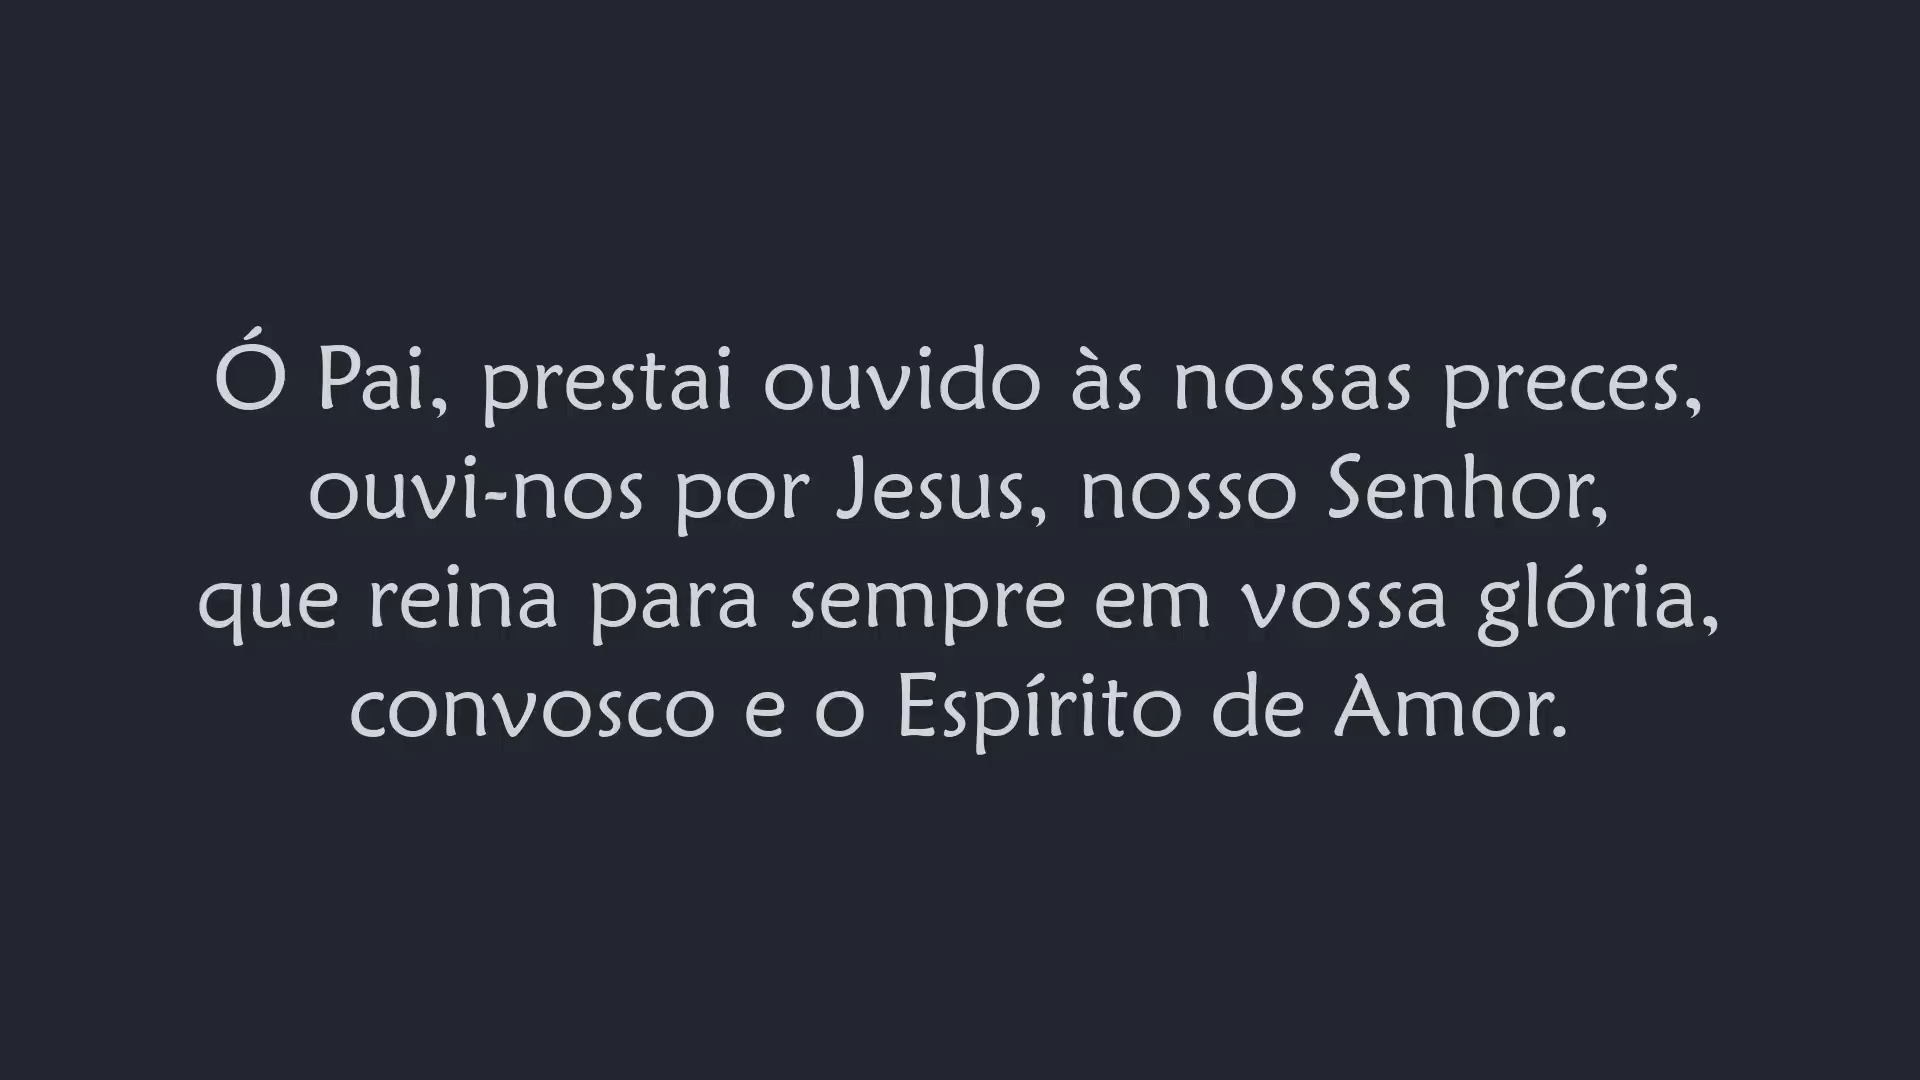 Ó Pai, prestai ouvido às nossas preces,
ouvi-nos por Jesus, nosso Senhor,
que reina para sempre em vossa glória,
convosco e o Espírito de Amor.